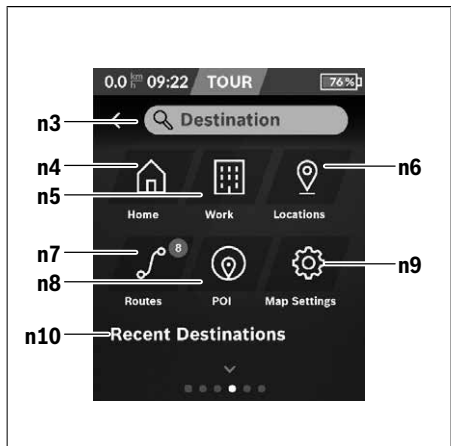 0.0 km/h 09:22 TOUR 76%
n3 Destination
n4
n5
n6
Home Work Locations
n7 8
n8
n9
Routes POI Map Settings
n10 Recent Destinations